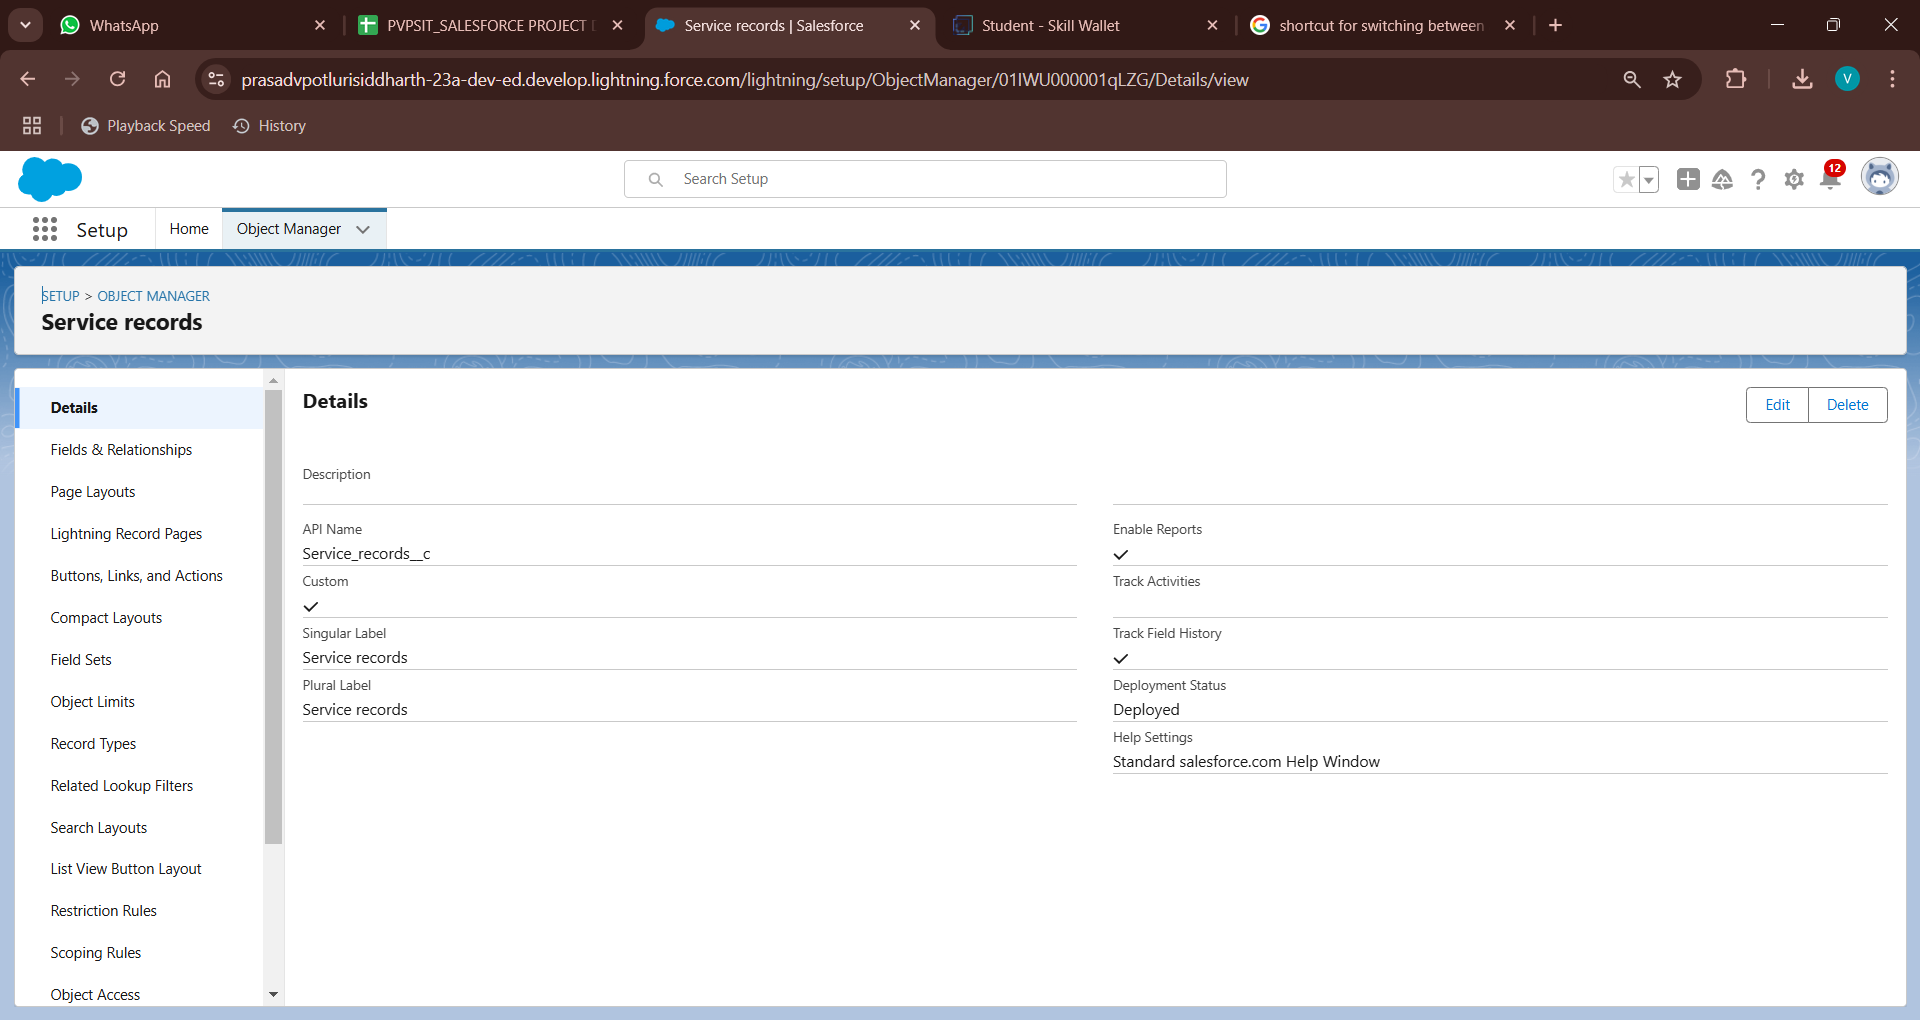 WhatsApp
PVPSIT_SALESFORCE PROJECT
Service records | Salesforce
Student - Skill Wallet
shortcut for switching between
prasadvpotlurisiddharth-23a-dev-ed.develop.lightning.force.com/lightning/setup/ObjectManager/01IWU000001qLZG/Details/view
V
Playback Speed
History
Search Setup
12
Setup
Home
Object Manager
SETUP > OBJECT MANAGER
Service records
Details
Fields & Relationships
Page Layouts
Lightning Record Pages
Buttons, Links, and Actions
Compact Layouts
Field Sets
Object Limits
Record Types
Related Lookup Filters
Search Layouts
List View Button Layout
Restriction Rules
Scoping Rules
Object Access
Details
Edit
Delete
Description
API Name
Service_records__c
Custom
Singular Label
Service records
Plural Label
Service records
Enable Reports
Track Activities
Track Field History
Deployment Status
Deployed
Help Settings
Standard salesforce.com Help Window